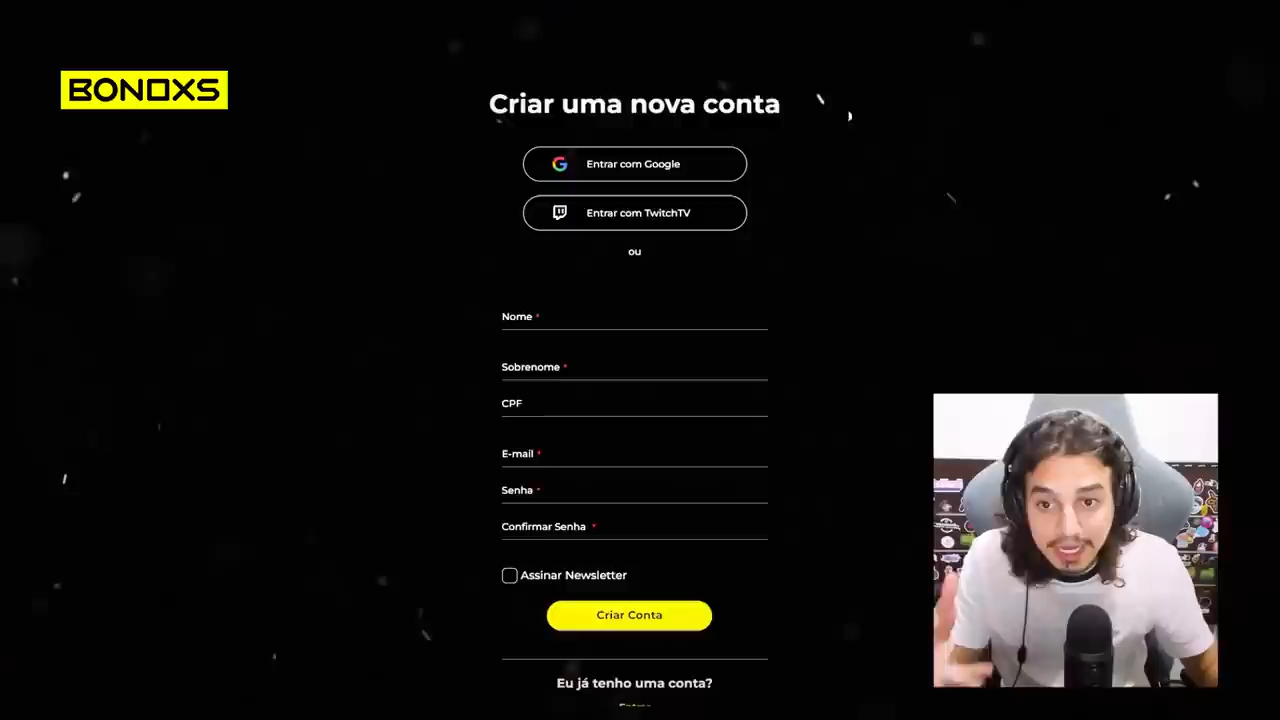 BONOXS
Criar uma nova conta
Entrar com Google
Entrar com TwitchTV
ou
Nome *
Sobrenome *
CPF
E-mail *
Senha *
Confirmar Senha *
Assinar Newsletter
Criar Conta
Eu já tenho uma conta?